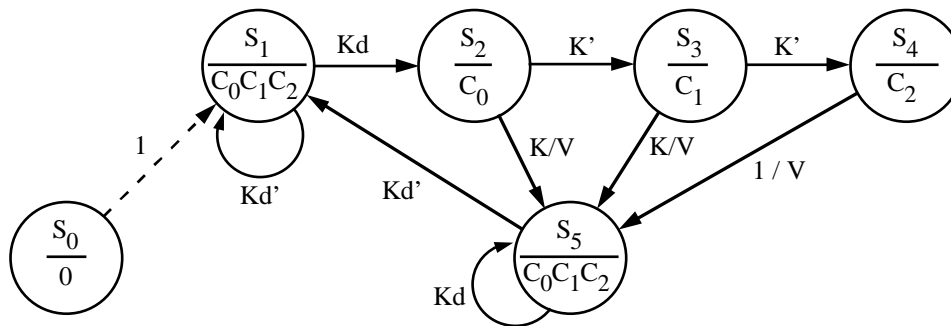 S₁
C₀C₁C₂
Kd
S₂
C₀
K’
S₃
C₁
K’
S₄
C₂
1
Kd’
Kd’
K/V
K/V
1 / V
S₀
0
S₅
C₀C₁C₂
Kd